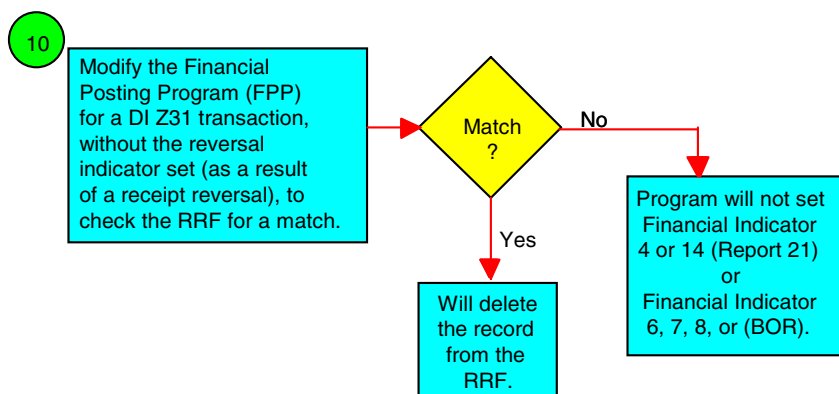 10
Modify the Financial
Posting Program (FPP)
for a DI Z31 transaction,
without the reversal
indicator set (as a result
of a receipt reversal), to
check the RRF for a match.
Match
?
No
Yes
Program will not set
Financial Indicator
4 or 14 (Report 21)
or
Financial Indicator
6, 7, 8, or (BOR).
Will delete
the record
from the
RRF.